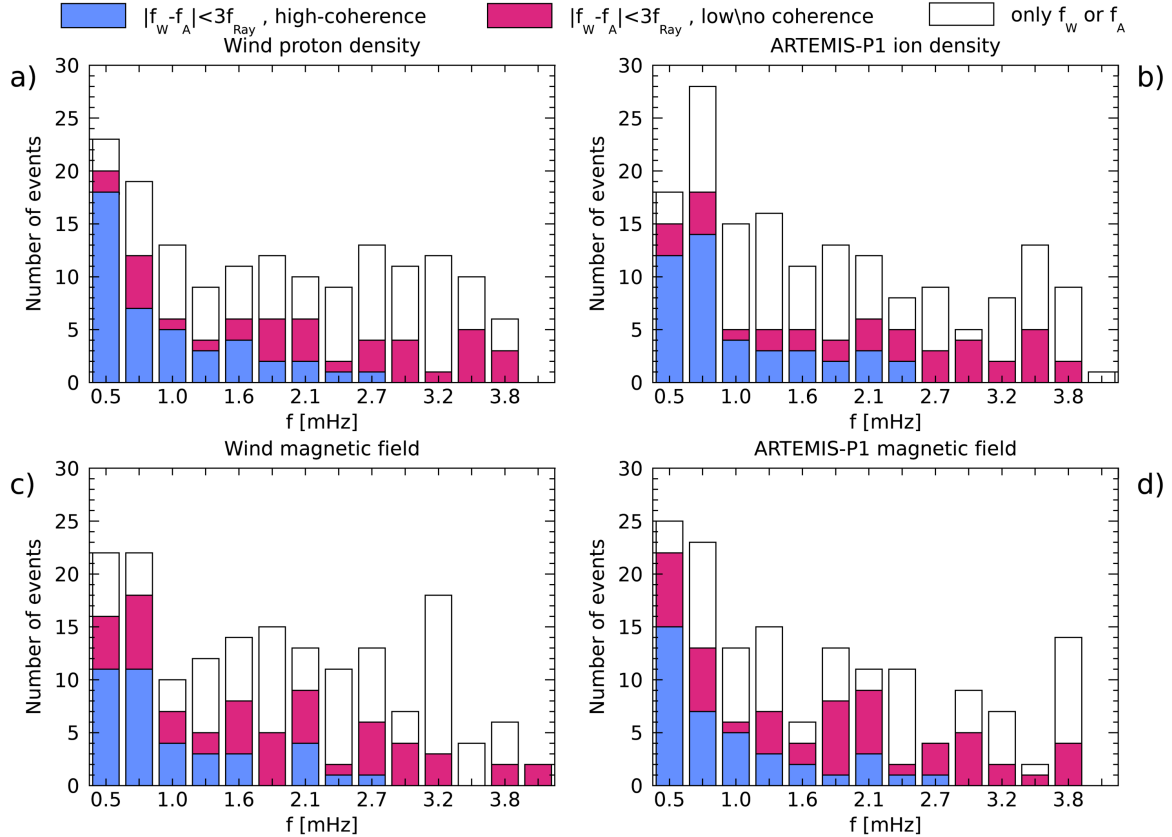 |f_W-f_A|<3f_Ray , high-coherence |f_W-f_A|<3f_Ray , low\no coherence only f_W or f_A
Wind proton density ARTEMIS-P1 ion density
a) b)
30
25
20
15
10
5
0
Number of events
0.5 1.0 1.6 2.1 2.7 3.2 3.8
f [mHz]
30
25
20
15
10
5
0
Number of events
0.5 1.0 1.6 2.1 2.7 3.2 3.8
f [mHz]
Wind magnetic field ARTEMIS-P1 magnetic field
c) d)
30
25
20
15
10
5
0
Number of events
0.5 1.0 1.6 2.1 2.7 3.2 3.8
f [mHz]
30
25
20
15
10
5
0
Number of events
0.5 1.0 1.6 2.1 2.7 3.2 3.8
f [mHz]